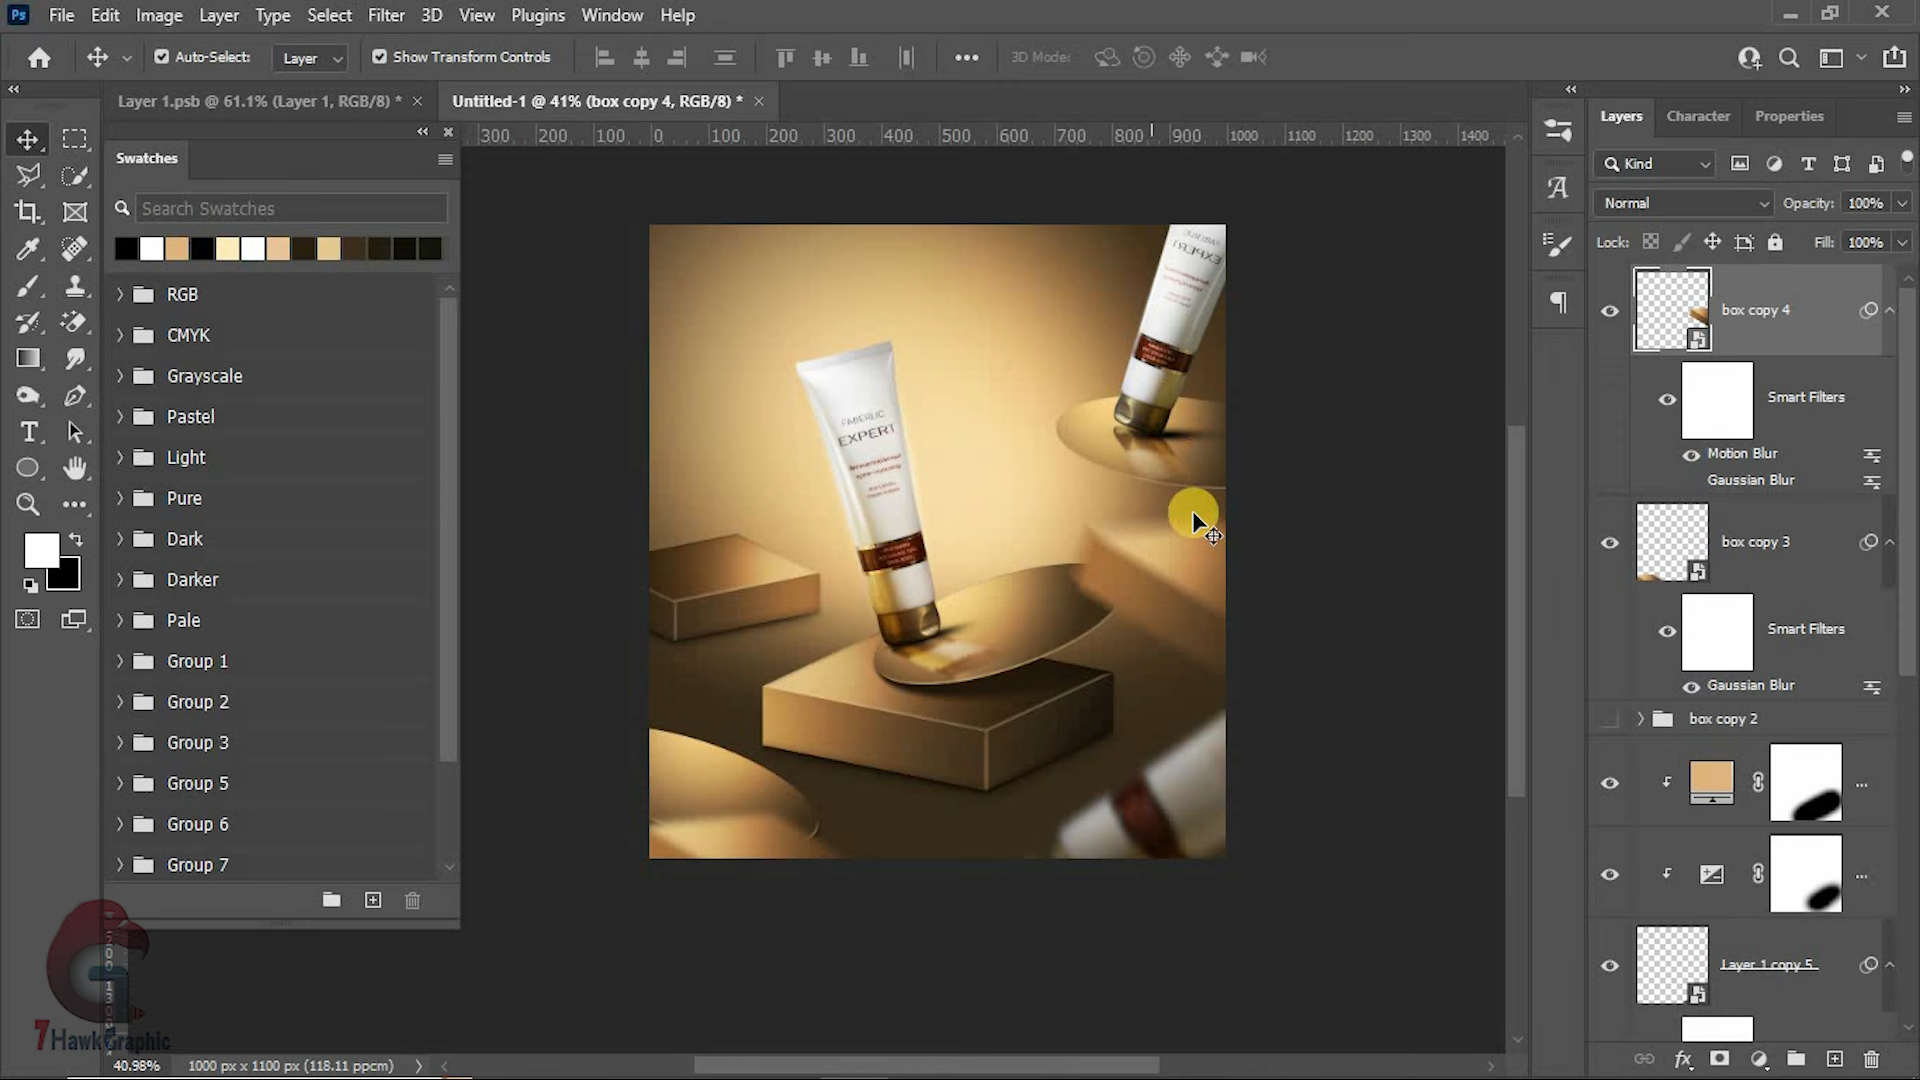 Ps File Edit Image Layer Type Select Filter 3D View Plugins Window Help
Auto-Select: Layer Show Transform Controls 3D Mode:
Layer 1.psb @ 61.1% (Layer 1, RGB/8) *
Untitled-1 @ 41% (box copy 4, RGB/8) *
300 200 100 0 100 200 300 400 500 600 700 800 900 1000 1100 1200 1300 1400
Swatches
Search Swatches
RGB
CMYK
Grayscale
Pastel
Light
Pure
Dark
Darker
Pale
Group 1
Group 2
Group 3
Group 5
Group 6
Group 7
FABERLIC
EXPERT
Layers Character Properties
Kind
Normal Opacity: 100%
Lock: Fill: 100%
box copy 4
Smart Filters
Motion Blur
Gaussian Blur
box copy 3
Smart Filters
Gaussian Blur
box copy 2
Layer 1 copy 5
7HawkGraphic
40.98% 1000 px x 1100 px (118.11 ppcm)